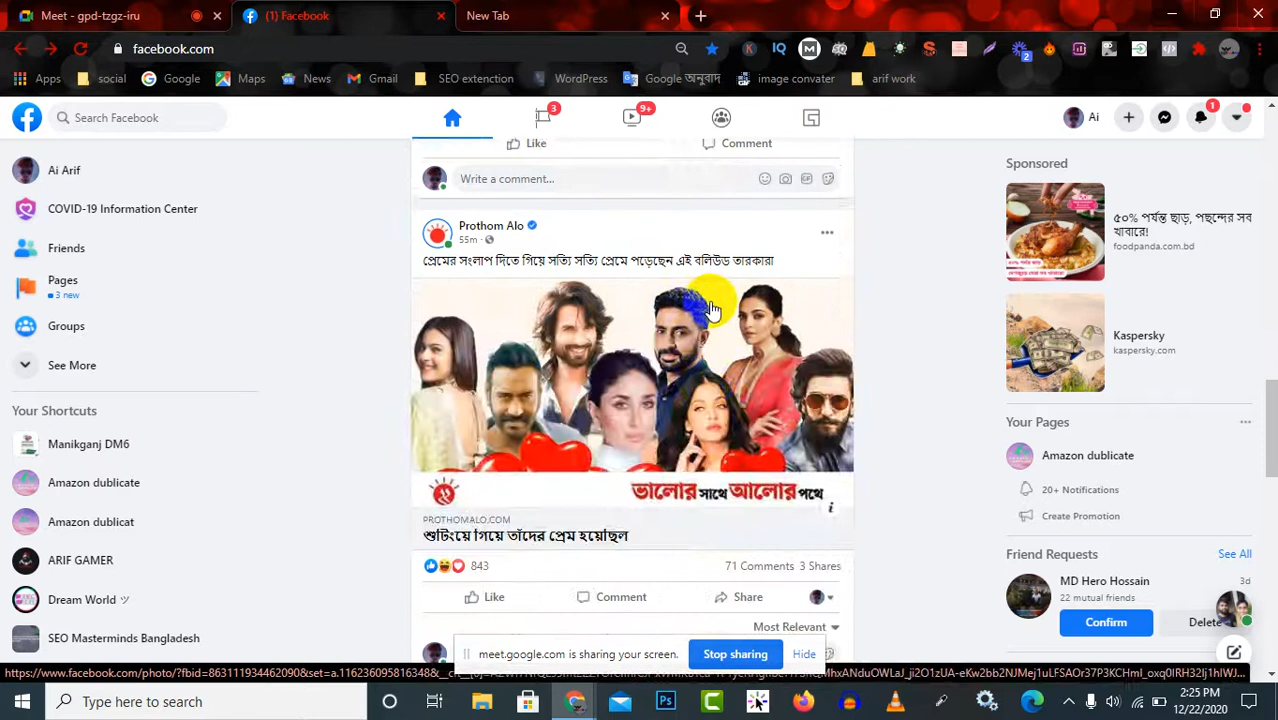 Meet - gpd-tzgz-iru
(1) Facebook
New Tab
facebook.com
Apps
social
Google
Maps
News
Gmail
SEO extenction
WordPress
Google অনুবাদ
image convater
arif work
Search Facebook
3
9+
Ai
1
Ai Arif
COVID-19 Information Center
Friends
Pages
3 new
Groups
See More
Your Shortcuts
Manikganj DM6
Amazon dublicate
Amazon dublicat
ARIF GAMER
Dream World ツ
SEO Masterminds Bangladesh
Like
Comment
Write a comment...
Prothom Alo
55m
প্রেমের সংলাপ দিতে গিয়ে সত্যি সত্যি প্রেমে পড়েছেন এই বলিউড তারকারা
ভালোর সাথে আলোর পথে
PROTHOMALO.COM
শুটিংয়ে গিয়ে তাঁদের প্রেম হয়েছিল
843
71 Comments 3 Shares
Like
Comment
Share
Most Relevant
meet.google.com is sharing your screen.
Stop sharing
Hide
Sponsored
৫০% পর্যন্ত ছাড়, পছন্দের সব
খাবারে!
foodpanda.com.bd
Kaspersky
kaspersky.com
Your Pages
Amazon dublicate
20+ Notifications
Create Promotion
Friend Requests
See All
MD Hero Hossain
3d
22 mutual friends
Confirm
Delete
Type here to search
2:25 PM
12/22/2020